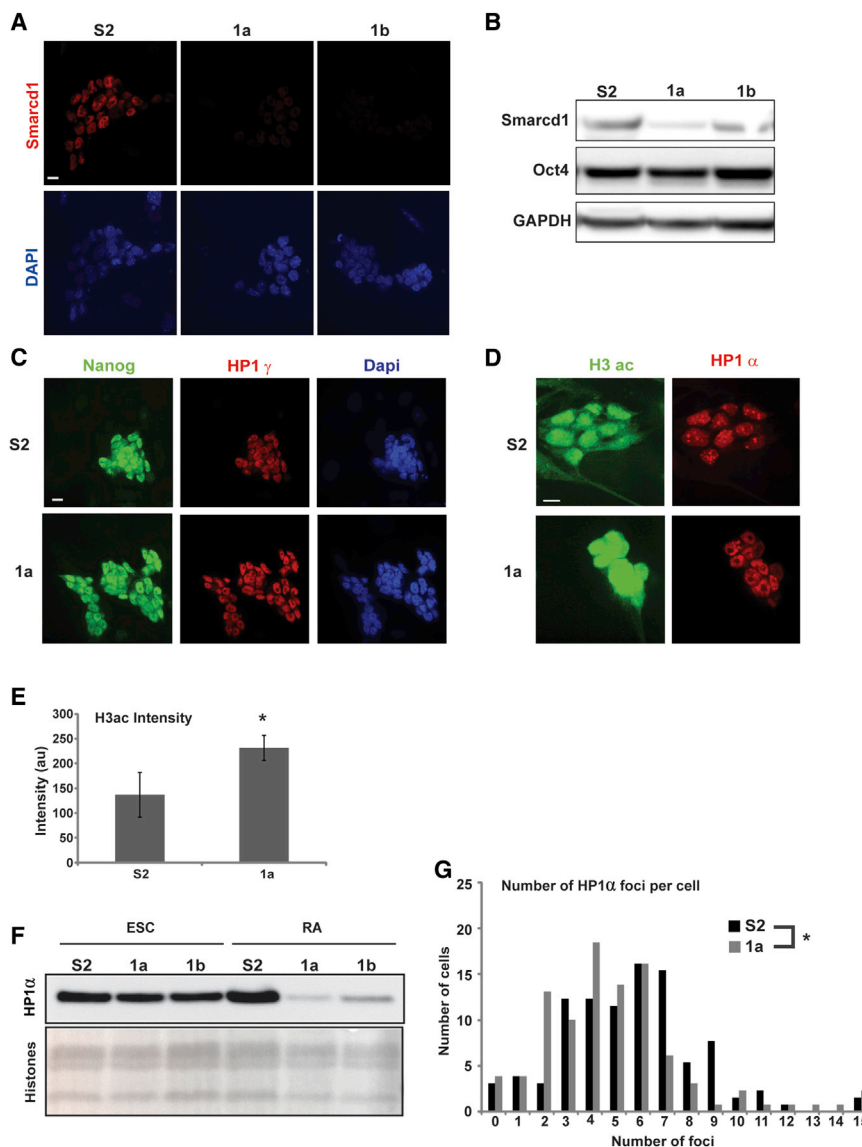 A
S2 1a 1b
Smarcd1
DAPI
B
S2 1a 1b
Smarcd1
Oct4
GAPDH
C
Nanog HP1 γ Dapi
S2
1a
D
H3 ac HP1 α
S2
1a
E
H3ac Intensity
*
Intensity (au)
300
250
200
150
100
50
0
S2 1a
F
ESC RA
S2 1a 1b S2 1a 1b
HP1α
Histones
G
Number of HP1α foci per cell
S2
1a
*
Number of cells
25
20
15
10
5
0
0 1 2 3 4 5 6 7 8 9 10 11 12 13 14 15
Number of foci